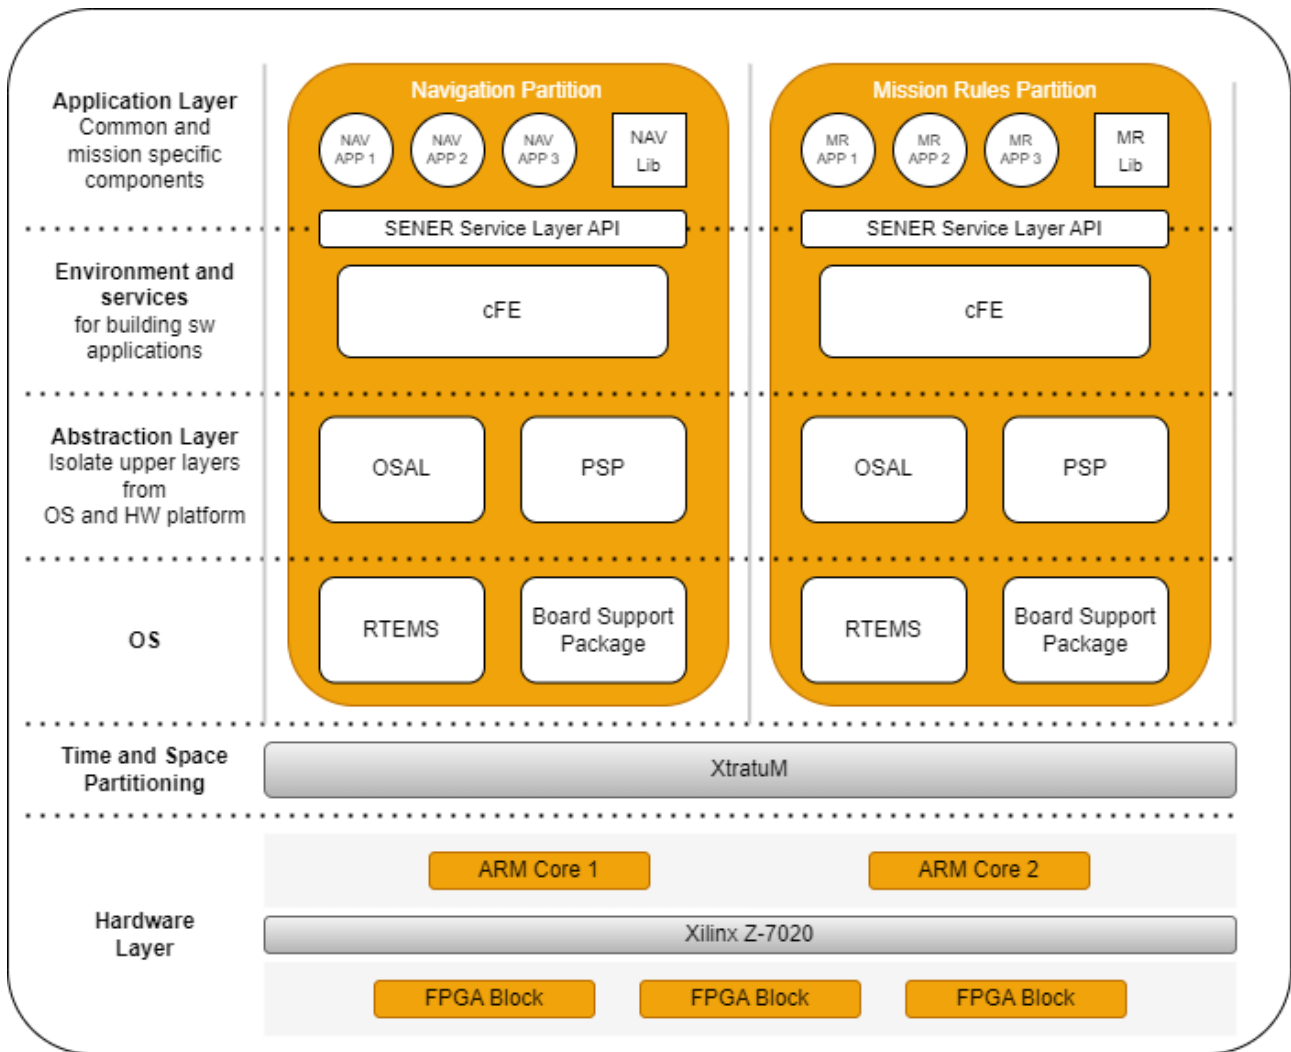 Application Layer
Common and
mission specific
components
Navigation Partition
NAV
APP 1
NAV
APP 2
NAV
APP 3
NAV
Lib
Mission Rules Partition
MR
APP 1
MR
APP 2
MR
APP 3
MR
Lib
SENER Service Layer API
SENER Service Layer API
Environment and
services
for building sw
applications
cFE
cFE
Abstraction Layer
Isolate upper layers
from
OS and HW platform
OSAL
PSP
OSAL
PSP
OS
RTEMS
Board Support
Package
RTEMS
Board Support
Package
Time and Space
Partitioning
XtratuM
Hardware
Layer
ARM Core 1
ARM Core 2
Xilinx Z-7020
FPGA Block
FPGA Block
FPGA Block